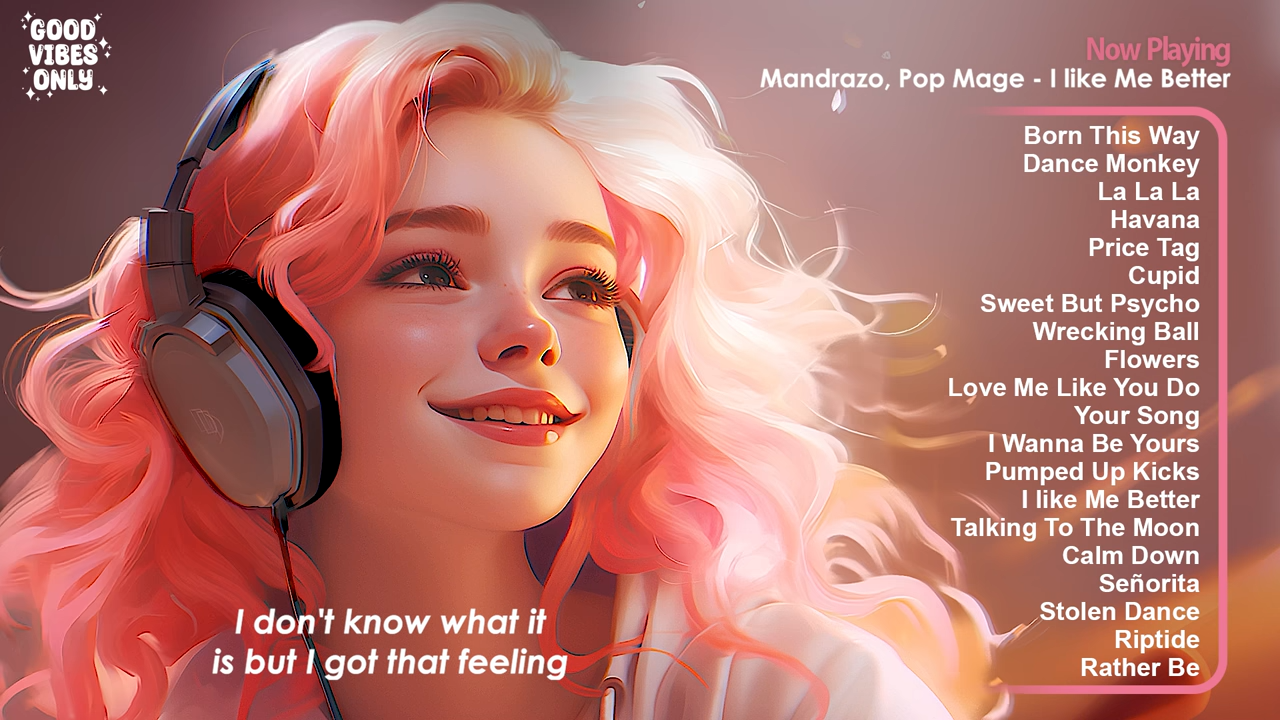 GOOD
VIBES
ONLY
Now Playing
Mandrazo, Pop Mage - I like Me Better
Born This Way
Dance Monkey
La La La
Havana
Price Tag
Cupid
Sweet But Psycho
Wrecking Ball
Flowers
Love Me Like You Do
Your Song
I Wanna Be Yours
Pumped Up Kicks
I like Me Better
Talking To The Moon
Calm Down
Señorita
Stolen Dance
Riptide
Rather Be
I don't know what it
is but I got that feeling